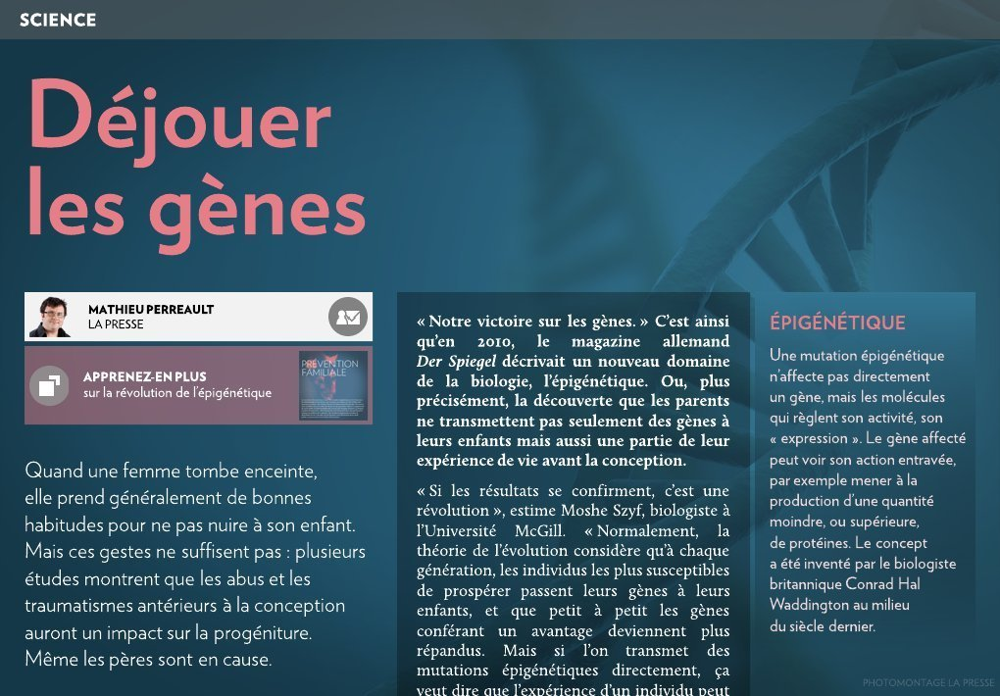 SCIENCE
Déjouer
les gènes
MATHIEU PERREAULT
LA PRESSE
APPRENEZ-EN PLUS
sur la révolution de l'épigénétique
PRÉVENTION
FAMILIALE
Quand une femme tombe enceinte,
elle prend généralement de bonnes
habitudes pour ne pas nuire à son enfant.
Mais ces gestes ne suffisent pas : plusieurs
études montrent que les abus et les
traumatismes antérieurs à la conception
auront un impact sur la progéniture.
Même les pères sont en cause.
« Notre victoire sur les gènes. » C'est ainsi
qu'en 2010, le magazine allemand
Der Spiegel décrivait un nouveau domaine
de la biologie, l'épigénétique. Ou, plus
précisément, la découverte que les parents
ne transmettent pas seulement des gènes à
leurs enfants mais aussi une partie de leur
expérience de vie avant la conception.
« Si les résultats se confirment, c'est une
révolution », estime Moshe Szyf, biologiste à
l'Université McGill. « Normalement, la
théorie de l'évolution considère qu'à chaque
génération, les individus les plus susceptibles
de prospérer passent leurs gènes à leurs
enfants, et que petit à petit les gènes
conférant un avantage deviennent plus
répandus. Mais si l'on transmet des
mutations épigénétiques directement, ça
veut dire que l'expérience d'un individu peut
ÉPIGÉNÉTIQUE
Une mutation épigénétique
n'affecte pas directement
un gène, mais les molécules
qui règlent son activité, son
« expression ». Le gène affecté
peut voir son action entravée,
par exemple mener à la
production d'une quantité
moindre, ou supérieure,
de protéines. Le concept
a été inventé par le biologiste
britannique Conrad Hal
Waddington au milieu
du siècle dernier.
PHOTOMONTAGE LA PRESSE